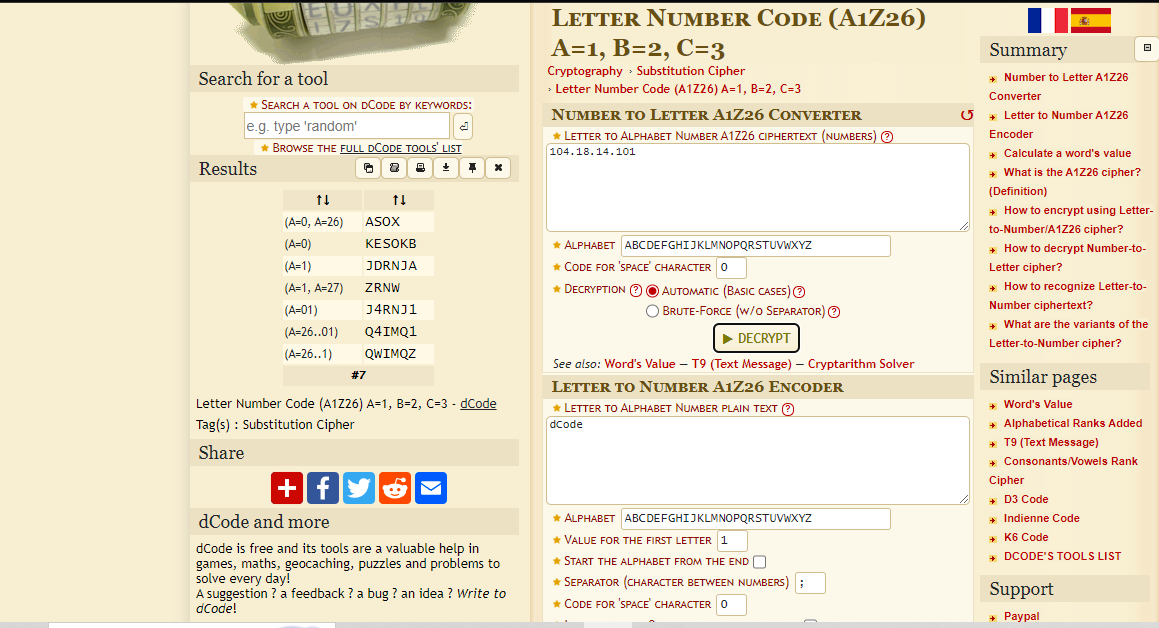 Search for a tool
★ Search a tool on dCode by keywords:
e.g. type 'random'
★ Browse the full dCode tools' list
Results
↑↓ ↑↓
(A=0, A=26) ASOX
(A=0) KESOKB
(A=1) JDRNJA
(A=1, A=27) ZRNW
(A=01) J4RNJ1
(A=26..01) Q4IMQ1
(A=26..1) QWIMQZ
#7
Letter Number Code (A1Z26) A=1, B=2, C=3 - dCode
Tag(s) : Substitution Cipher
Share
dCode and more
dCode is free and its tools are a valuable help in
games, maths, geocaching, puzzles and problems to
solve every day!
A suggestion ? a feedback ? a bug ? an idea ? Write to
dCode!
Letter Number Code (A1Z26)
A=1, B=2, C=3
Cryptography › Substitution Cipher
› Letter Number Code (A1Z26) A=1, B=2, C=3
Number to Letter A1Z26 Converter
★ Letter to Alphabet Number A1Z26 ciphertext (numbers) ?
104.18.14.101
★ Alphabet ABCDEFGHIJKLMNOPQRSTUVWXYZ
★ Code for 'space' character 0
★ Decryption ? Automatic (Basic cases) ?
Brute-Force (w/o Separator) ?
▶ DECRYPT
See also: Word's Value — T9 (Text Message) — Cryptarithm Solver
Letter to Number A1Z26 Encoder
★ Letter to Alphabet Number plain text ?
dCode
★ Alphabet ABCDEFGHIJKLMNOPQRSTUVWXYZ
★ Value for the first letter 1
★ Start the alphabet from the end
★ Separator (character between numbers) ;
★ Code for 'space' character 0
Summary
Number to Letter A1Z26
Converter
Letter to Number A1Z26
Encoder
Calculate a word's value
What is the A1Z26 cipher?
(Definition)
How to encrypt using Letter-
to-Number/A1Z26 cipher?
How to decrypt Number-to-
Letter cipher?
How to recognize Letter-to-
Number ciphertext?
What are the variants of the
Letter-to-Number cipher?
Similar pages
Word's Value
Alphabetical Ranks Added
T9 (Text Message)
Consonants/Vowels Rank
Cipher
D3 Code
Indienne Code
K6 Code
DCODE'S TOOLS LIST
Support
Paypal